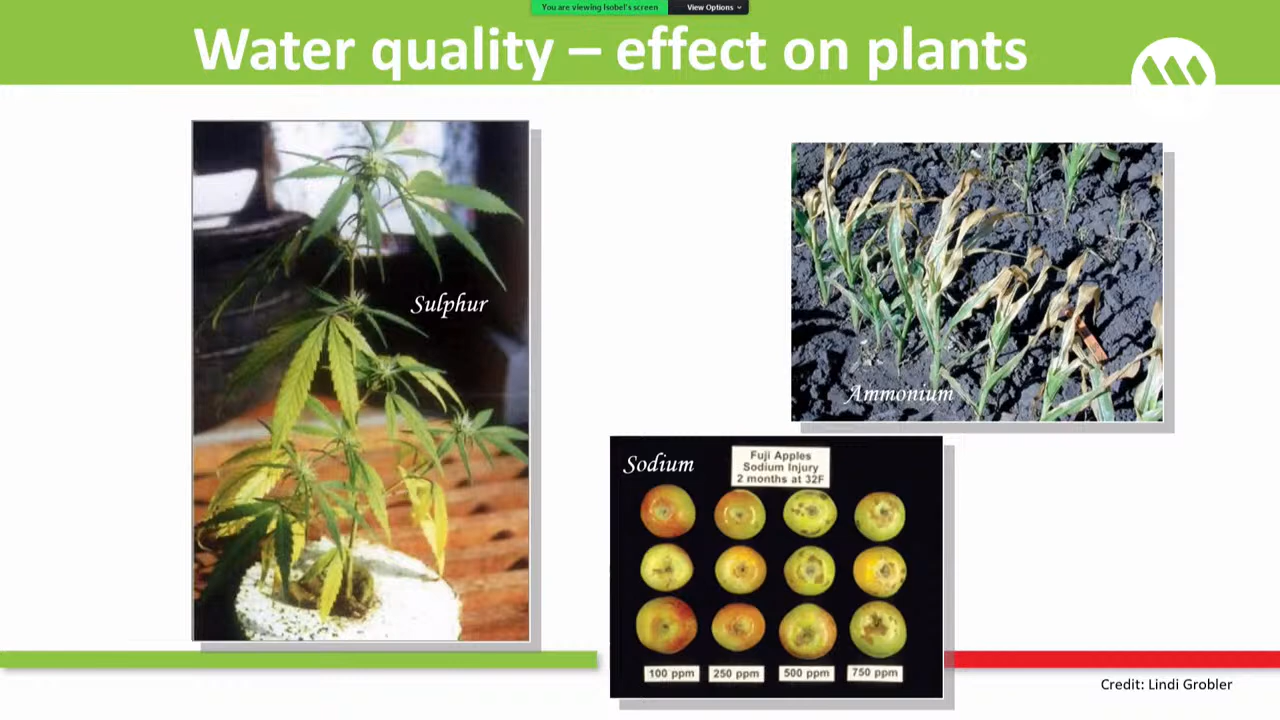 You are viewing Isobel's screen
View Options
Water quality – effect on plants
Sulphur
Ammonium
Sodium
Fuji Apples
Sodium Injury
2 months at 32F
100 ppm
250 ppm
500 ppm
750 ppm
Credit: Lindi Grobler